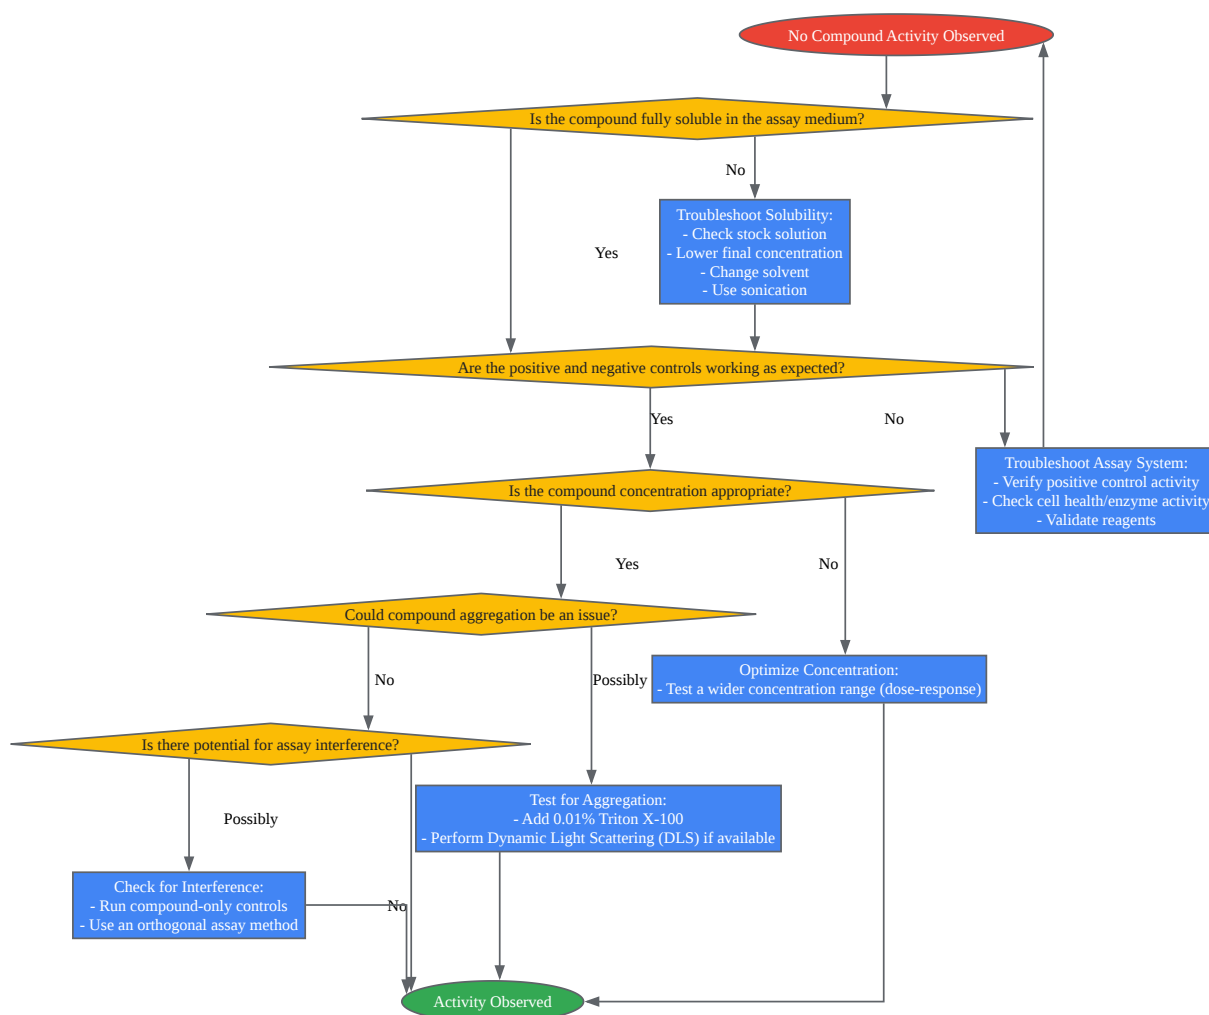 No Compound Activity Observed
Is the compound fully soluble in the assay medium?
No
Troubleshoot Solubility:
- Check stock solution
- Lower final concentration
- Change solvent
- Use sonication
Yes
Are the positive and negative controls working as expected?
Yes
No
Troubleshoot Assay System:
- Verify positive control activity
- Check cell health/enzyme activity
- Validate reagents
Is the compound concentration appropriate?
Yes
No
Could compound aggregation be an issue?
No
Possibly
Optimize Concentration:
- Test a wider concentration range (dose-response)
Is there potential for assay interference?
Possibly
Test for Aggregation:
- Add 0.01% Triton X-100
- Perform Dynamic Light Scattering (DLS) if available
Check for Interference:
- Run compound-only controls
- Use an orthogonal assay method
No
Activity Observed